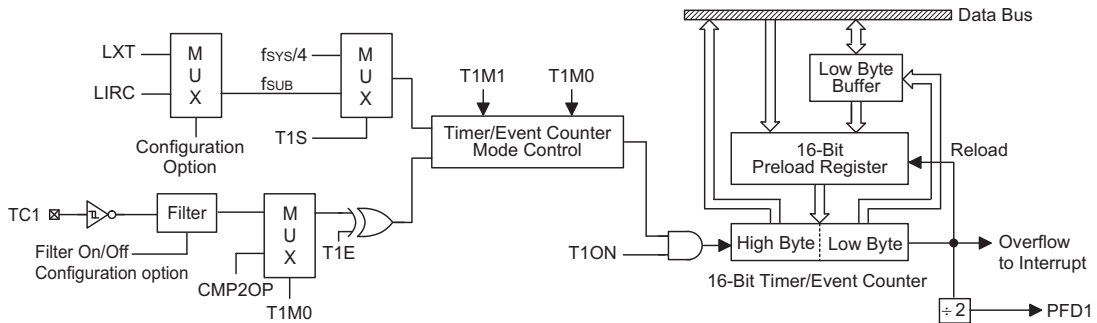 Data Bus
LXT
LIRC
M
U
X
fSYS/4
fSUB
M
U
X
T1S
Configuration
Option
T1M1
T1M0
Timer/Event Counter
Mode Control
Low Byte
Buffer
16-Bit
Preload Register
Reload
TC1
Filter
Filter On/Off
Configuration option
M
U
X
CMP2OP
T1M0
T1E
T1ON
High Byte
Low Byte
16-Bit Timer/Event Counter
Overflow
to Interrupt
÷2
PFD1